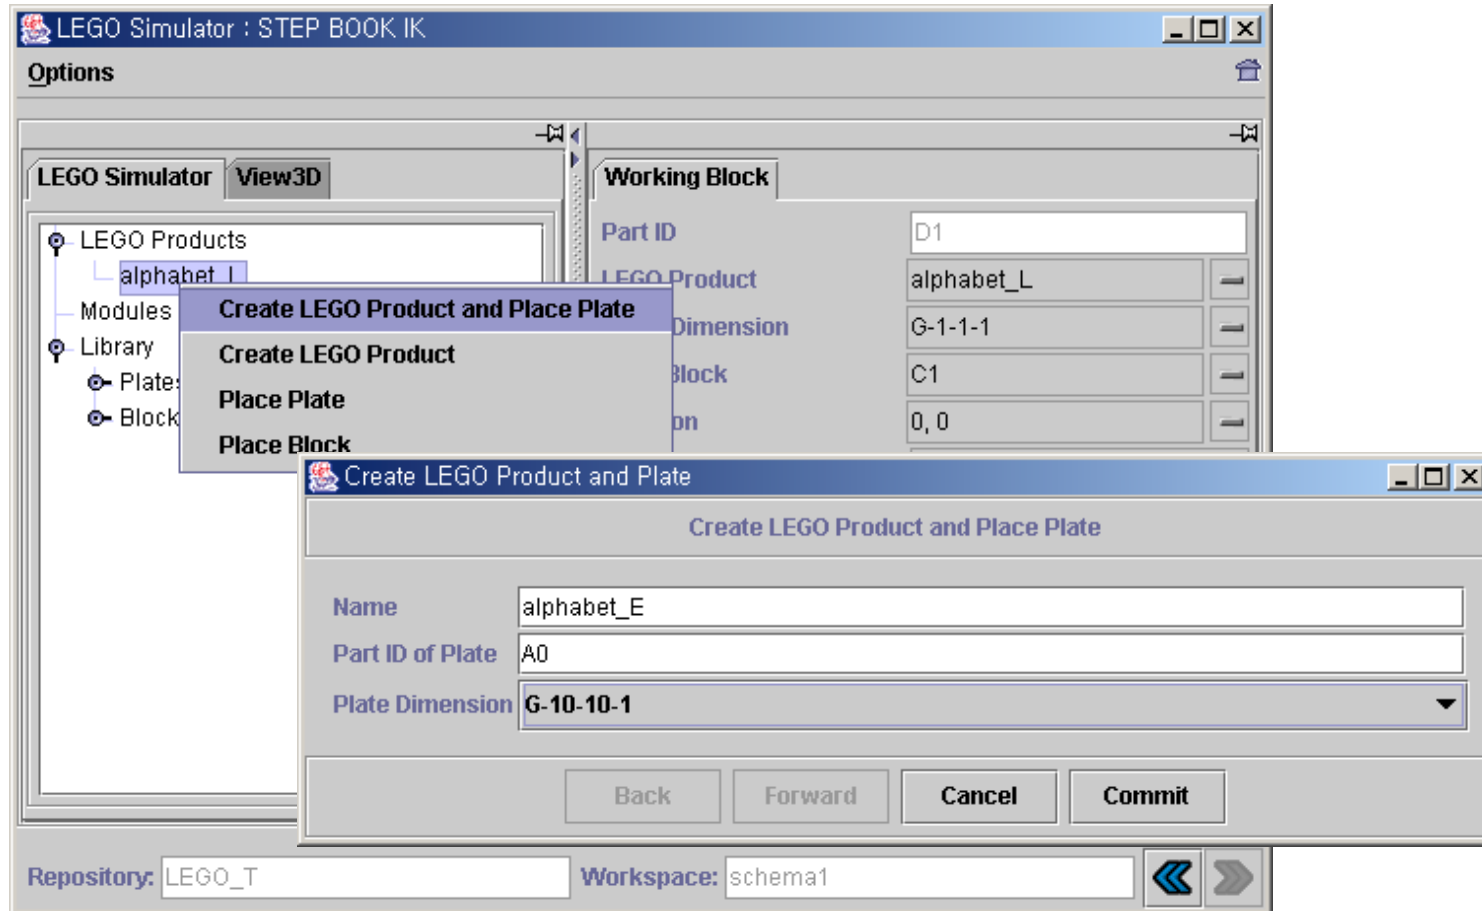 LEGO Simulator : STEP BOOK IK
Options
LEGO Simulator View3D
Working Block
LEGO Products
alphabet_L
Modules
Library
Plates
Block
Create LEGO Product and Place Plate
Create LEGO Product
Place Plate
Place Block
Part ID D1
LEGO Product alphabet_L
Dimension G-1-1-1
Block C1
on 0, 0
Create LEGO Product and Plate
Create LEGO Product and Place Plate
Name alphabet_E
Part ID of Plate A0
Plate Dimension G-10-10-1
Back Forward Cancel Commit
Repository: LEGO_T Workspace: schema1